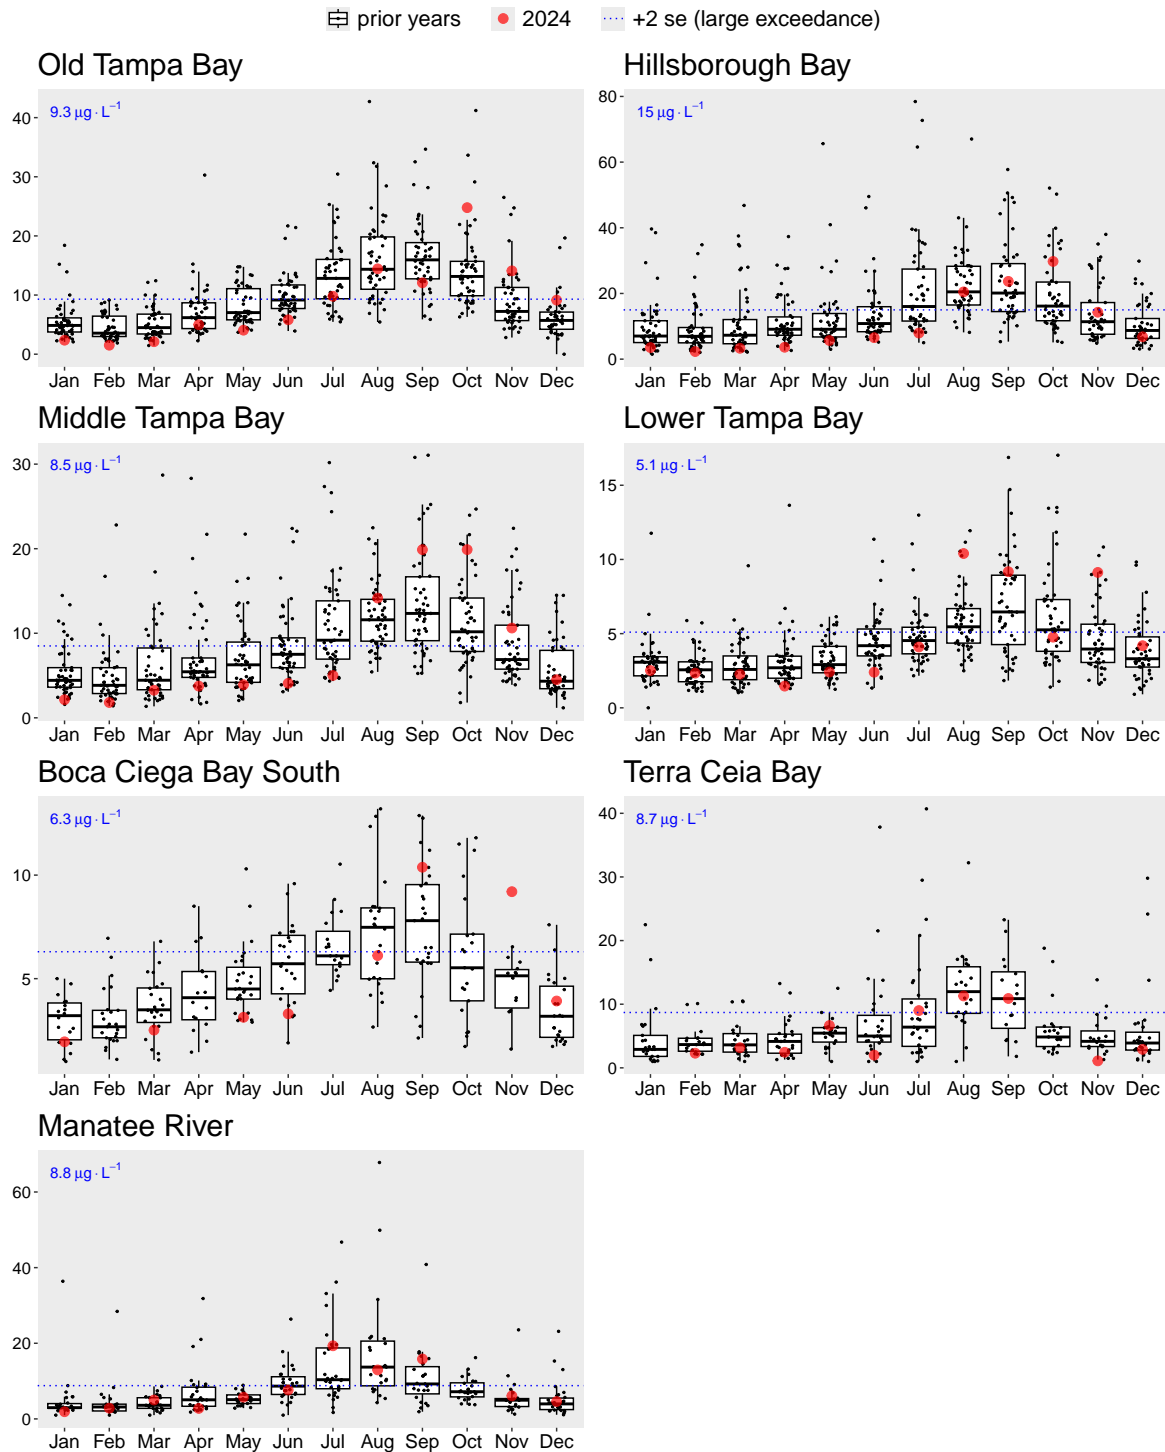 prior years 2024 +2 se (large exceedance)
Old Tampa Bay
9.3 µg · L⁻¹
40
30
20
10
0
Jan Feb Mar Apr May Jun Jul Aug Sep Oct Nov Dec
Hillsborough Bay
15 µg · L⁻¹
80
60
40
20
0
Jan Feb Mar Apr May Jun Jul Aug Sep Oct Nov Dec
Middle Tampa Bay
8.5 µg · L⁻¹
30
20
10
0
Jan Feb Mar Apr May Jun Jul Aug Sep Oct Nov Dec
Lower Tampa Bay
5.1 µg · L⁻¹
15
10
5
0
Jan Feb Mar Apr May Jun Jul Aug Sep Oct Nov Dec
Boca Ciega Bay South
6.3 µg · L⁻¹
10
5
Jan Feb Mar Apr May Jun Jul Aug Sep Oct Nov Dec
Terra Ceia Bay
8.7 µg · L⁻¹
40
30
20
10
0
Jan Feb Mar Apr May Jun Jul Aug Sep Oct Nov Dec
Manatee River
8.8 µg · L⁻¹
60
40
20
0
Jan Feb Mar Apr May Jun Jul Aug Sep Oct Nov Dec